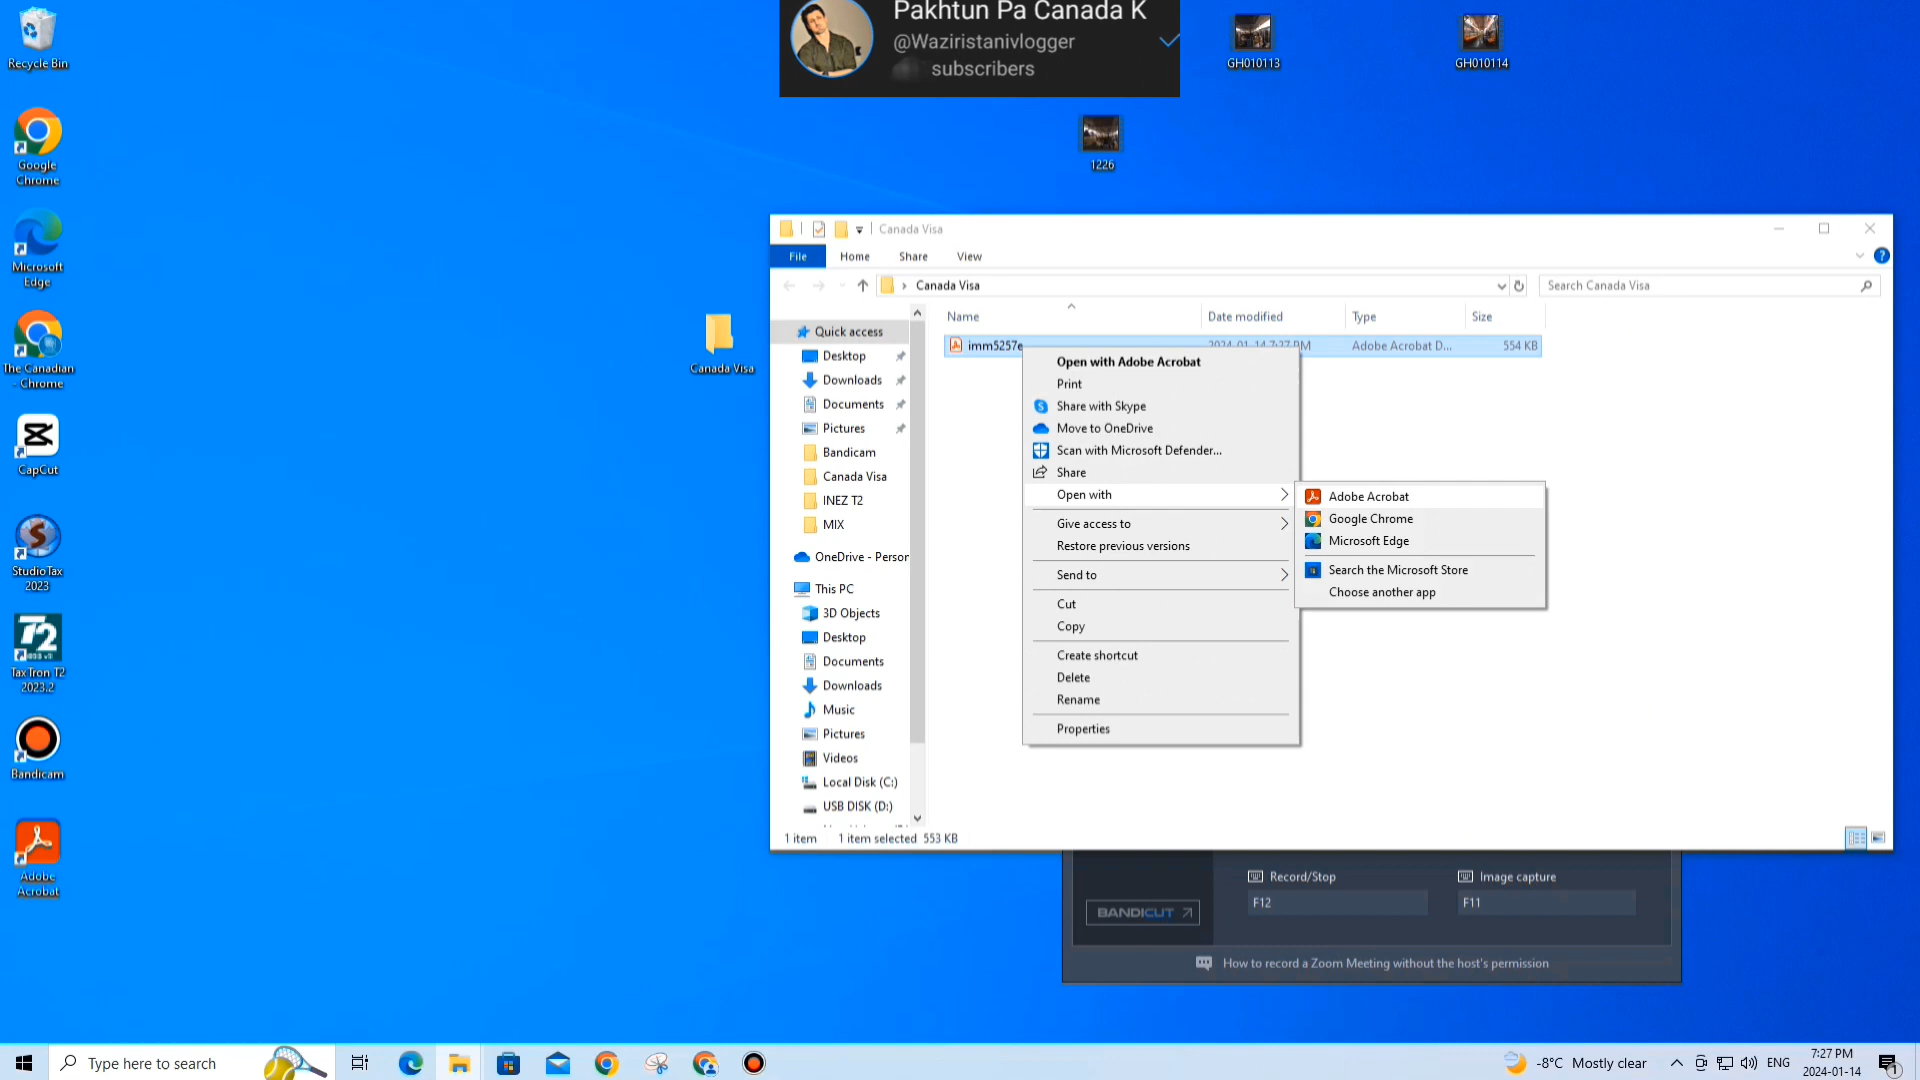 Pakhtun Pa Canada K
@Waziristanivlogger
subscribers
GH010113
GH010114
1226
Recycle Bin
Google
Chrome
Microsoft
Edge
The Canadian
- Chrome
CapCut
StudioTax
2023
TaxTron T2
2023.2
Bandicam
Adobe
Acrobat
Canada Visa
Canada Visa
File
Home
Share
View
Canada Visa
Search Canada Visa
Name
Date modified
Type
Size
imm5257e
2024-01-14 7:27 PM
Adobe Acrobat D...
554 KB
Quick access
Desktop
Downloads
Documents
Pictures
Bandicam
Canada Visa
INEZ T2
MIX
OneDrive - Person
This PC
3D Objects
Desktop
Documents
Downloads
Music
Pictures
Videos
Local Disk (C:)
USB DISK (D:)
1 item
1 item selected 553 KB
Open with Adobe Acrobat
Print
Share with Skype
Move to OneDrive
Scan with Microsoft Defender...
Share
Open with
Give access to
Restore previous versions
Send to
Cut
Copy
Create shortcut
Delete
Rename
Properties
Adobe Acrobat
Google Chrome
Microsoft Edge
Search the Microsoft Store
Choose another app
Record/Stop
Image capture
F12
F11
BANDICUT
How to record a Zoom Meeting without the host's permission
Type here to search
-8°C Mostly clear
ENG
7:27 PM
2024-01-14
1